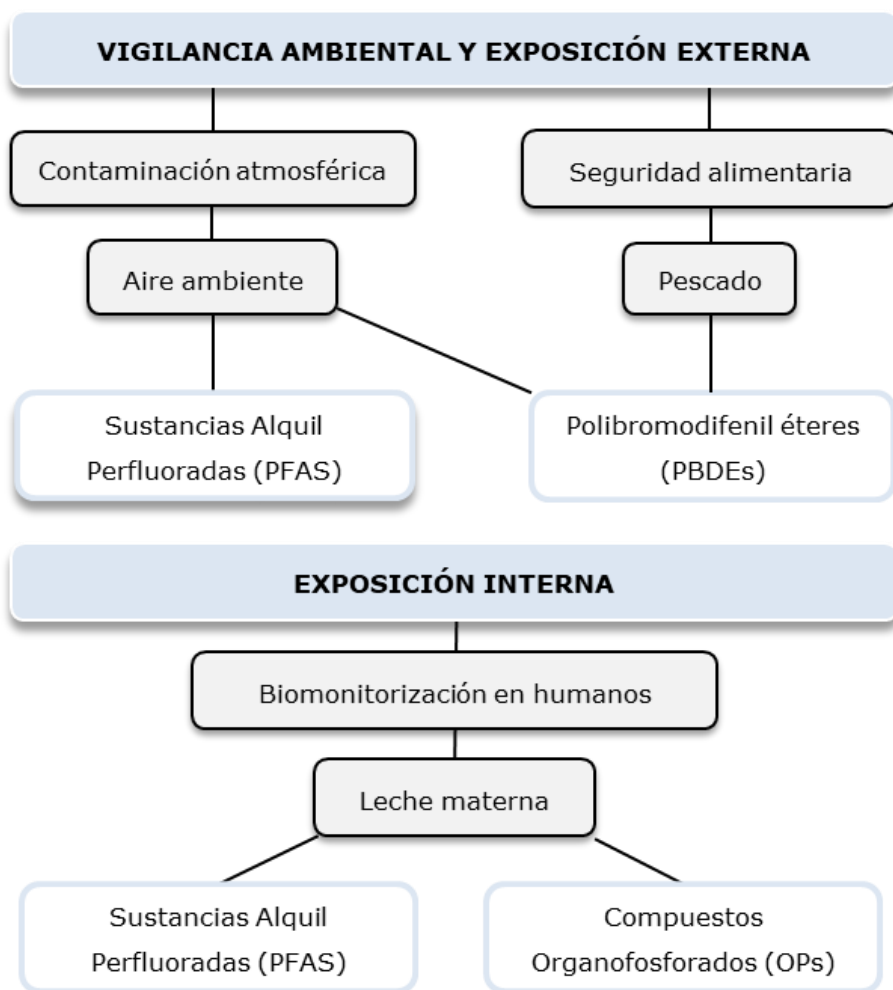 VIGILANCIA AMBIENTAL Y EXPOSICIÓN EXTERNA
Contaminación atmosférica
Seguridad alimentaria
Aire ambiente
Pescado
Sustancias Alquil
Perfluoradas (PFAS)
Polibromodifenil éteres
(PBDEs)
EXPOSICIÓN INTERNA
Biomonitorización en humanos
Leche materna
Sustancias Alquil
Perfluoradas (PFAS)
Compuestos
Organofosforados (OPs)